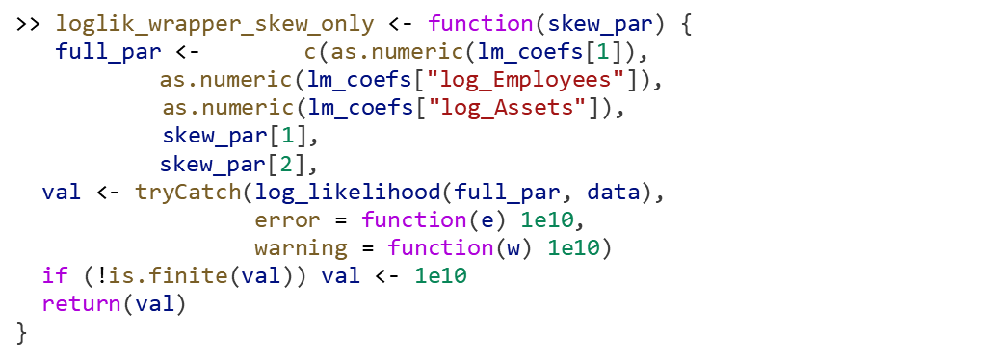 >> loglik_wrapper_skew_only <- function(skew_par) {
   full_par <-        c(as.numeric(lm_coefs[1]),
           as.numeric(lm_coefs["log_Employees"]),
           as.numeric(lm_coefs["log_Assets"]),
           skew_par[1],
           skew_par[2],
  val <- tryCatch(log_likelihood(full_par, data),
                  error = function(e) 1e10,
                  warning = function(w) 1e10)
  if (!is.finite(val)) val <- 1e10
  return(val)
}